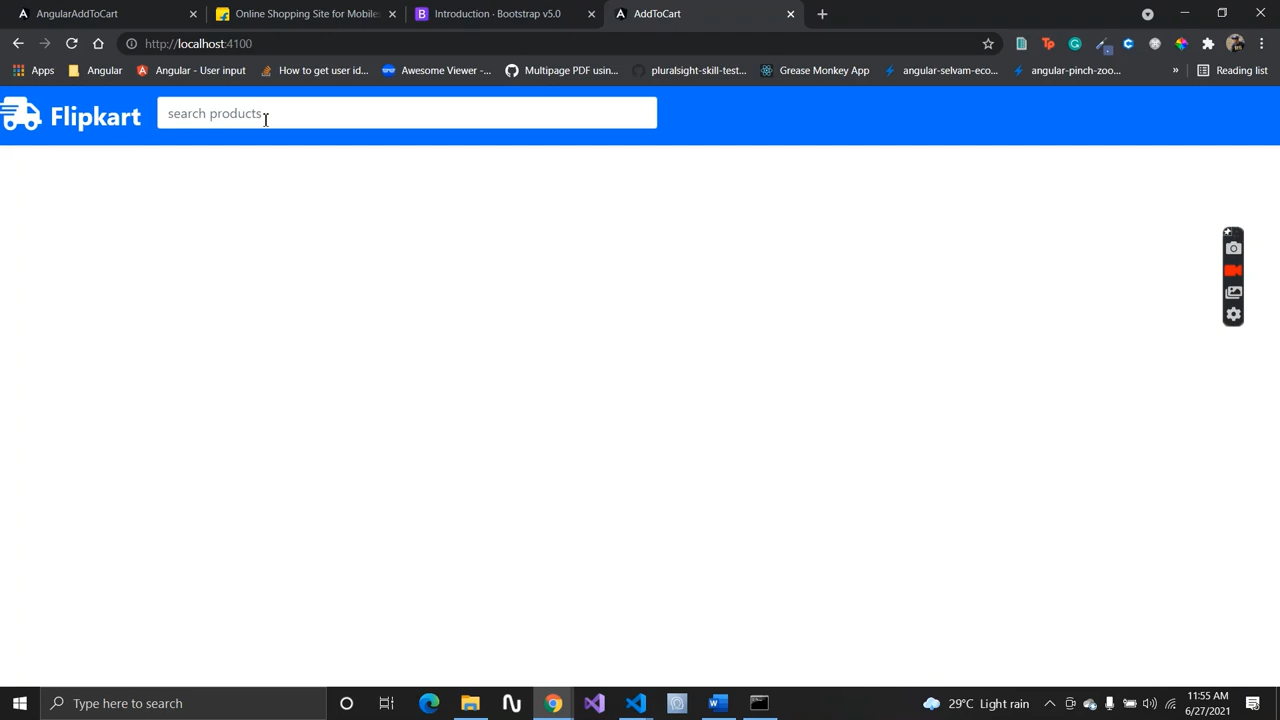 AngularAddToCart
Online Shopping Site for Mobiles
Introduction · Bootstrap v5.0
AddToCart
http://localhost:4100
Apps
Angular
Angular - User input
How to get user id...
Awesome Viewer -...
Multipage PDF usin...
pluralsight-skill-test...
Grease Monkey App
angular-selvam-eco...
angular-pinch-zoo...
»
Reading list
Flipkart
search products
Type here to search
29°C Light rain
11:55 AM
6/27/2021